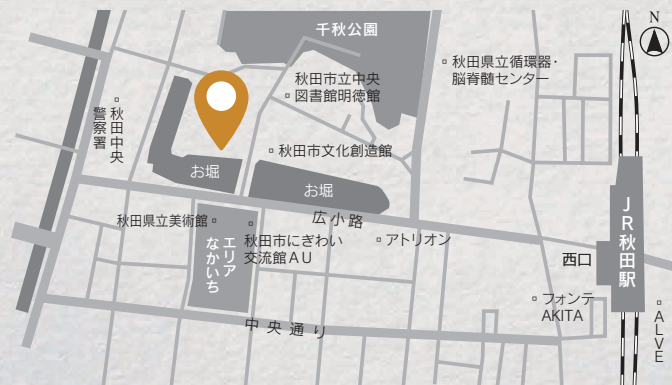 千秋公園
N
秋田県立循環器・
脳脊髄センター
秋田市立中央
図書館明徳館
秋田中央
警察署
秋田市文化創造館
お堀
お堀
広小路
秋田県立美術館
秋田市にぎわい
交流館AU
アトリオン
エリア
なかいち
西口
JR秋田駅
フォンテ
AKITA
ALVE
中央通り